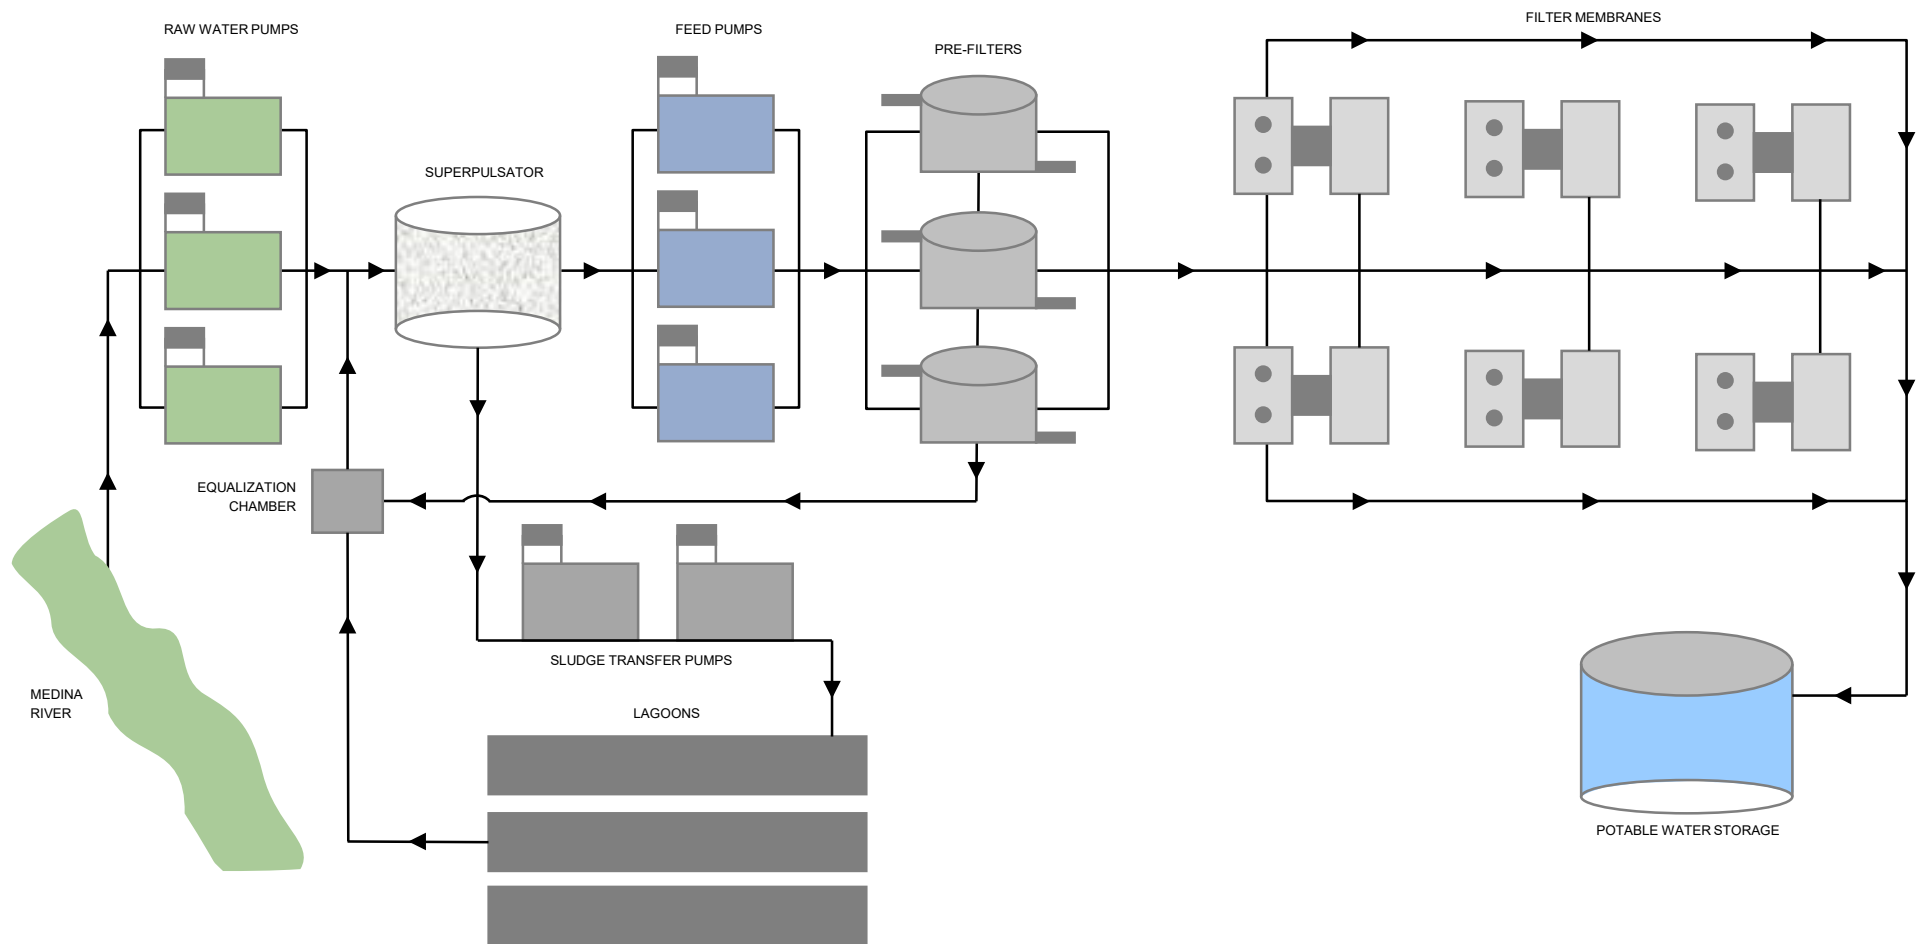 FILTER MEMBRANES
RAW WATER PUMPS
FEED PUMPS
PRE-FILTERS
SUPERPULSATOR
EQUALIZATION
CHAMBER
SLUDGE TRANSFER PUMPS
MEDINA
RIVER
LAGOONS
POTABLE WATER STORAGE